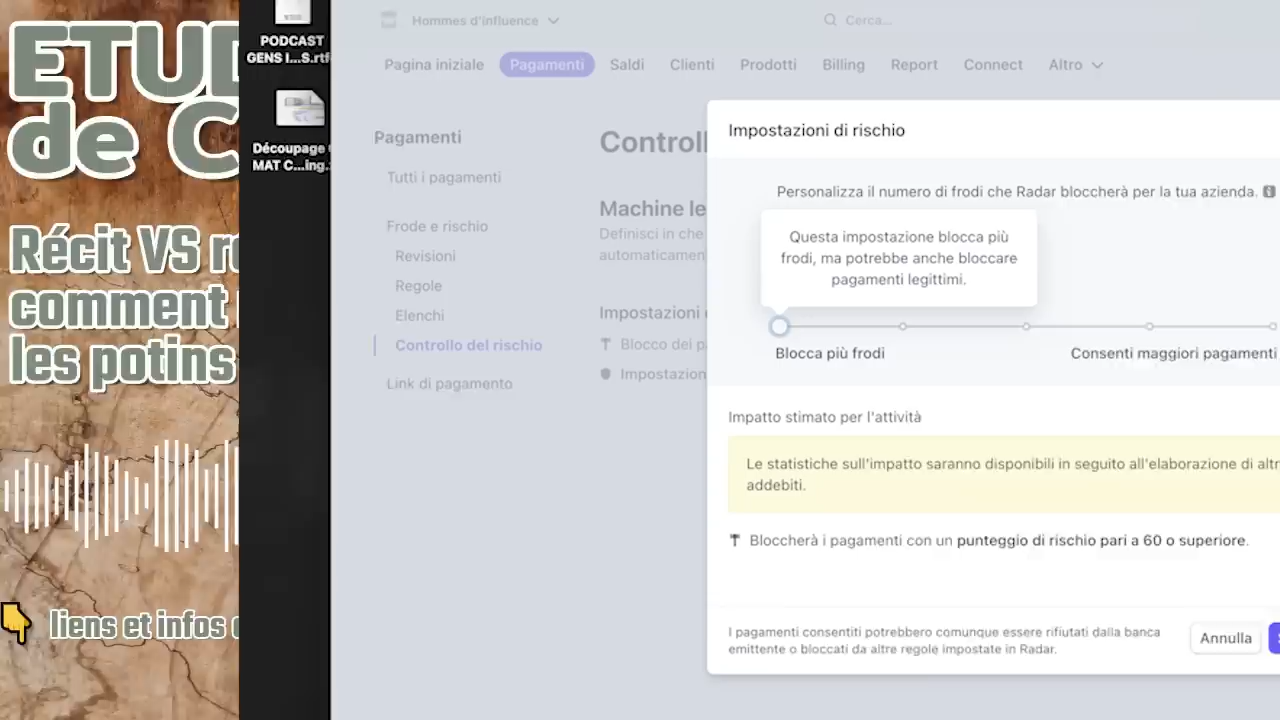 ETUD
de C
Récit VS r
comment
les potins
liens et infos
PODCAST
GENS I...S.rtf
Découpage
MAT C...ing.
Hommes d'influence
Cerca...
Pagina iniziale
Pagamenti
Saldi
Clienti
Prodotti
Billing
Report
Connect
Altro
Pagamenti
Tutti i pagamenti
Frode e rischio
Revisioni
Regole
Elenchi
Controllo del rischio
Link di pagamento
Controll
Machine le
Definisci in che
automaticamen
Impostazioni
Blocco dei p
Impostazion
Impostazioni di rischio
Personalizza il numero di frodi che Radar bloccherà per la tua azienda.
Questa impostazione blocca più
frodi, ma potrebbe anche bloccare
pagamenti legittimi.
Blocca più frodi
Consenti maggiori pagamenti
Impatto stimato per l'attività
Le statistiche sull'impatto saranno disponibili in seguito all'elaborazione di altr
addebiti.
Bloccherà i pagamenti con un punteggio di rischio pari a 60 o superiore.
I pagamenti consentiti potrebbero comunque essere rifiutati dalla banca
emittente o bloccati da altre regole impostate in Radar.
Annulla